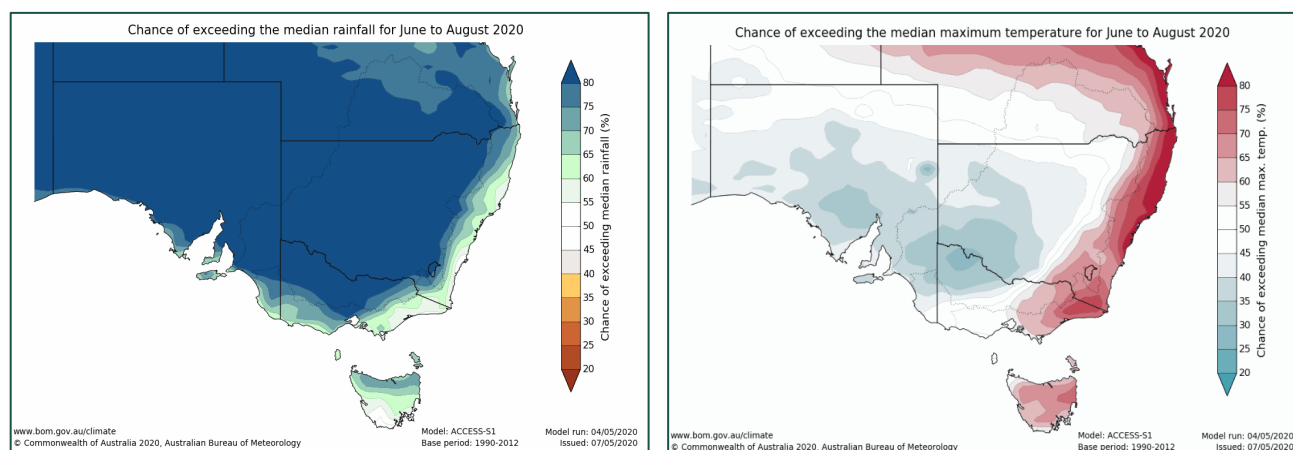 Chance of exceeding the median rainfall for June to August 2020
80
75
70
65
60
55
50
45
40
35
30
25
20
Chance of exceeding median rainfall (%)
www.bom.gov.au/climate
© Commonwealth of Australia 2020, Australian Bureau of Meteorology
Model: ACCESS-S1
Base period: 1990-2012
Model run: 04/05/2020
Issued: 07/05/2020
Chance of exceeding the median maximum temperature for June to August 2020
80
75
70
65
60
55
50
45
40
35
30
25
20
Chance of exceeding median max. temp. (%)
www.bom.gov.au/climate
© Commonwealth of Australia 2020, Australian Bureau of Meteorology
Model: ACCESS-S1
Base period: 1990-2012
Model run: 04/05/2020
Issued: 07/05/2020